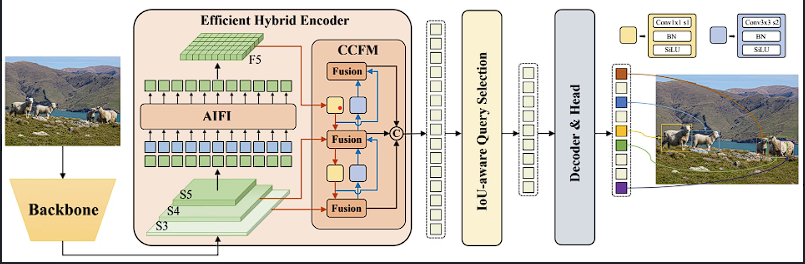 Efficient Hybrid Encoder
F5
CCFM
Fusion
AIFI
Fusion
C
S5
S4
S3
Fusion
Backbone
IoU-aware Query Selection
Decoder & Head
Conv1x1 s1
BN
SiLU
Conv3x3 s2
BN
SiLU